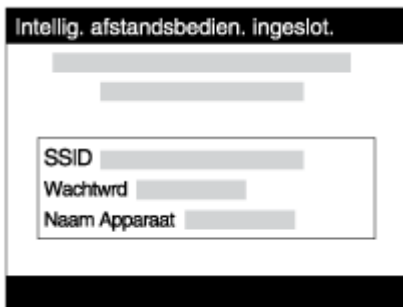 Intellig. afstandsbedien. ingeslot.
SSID
Wachtwrd
Naam Apparaat